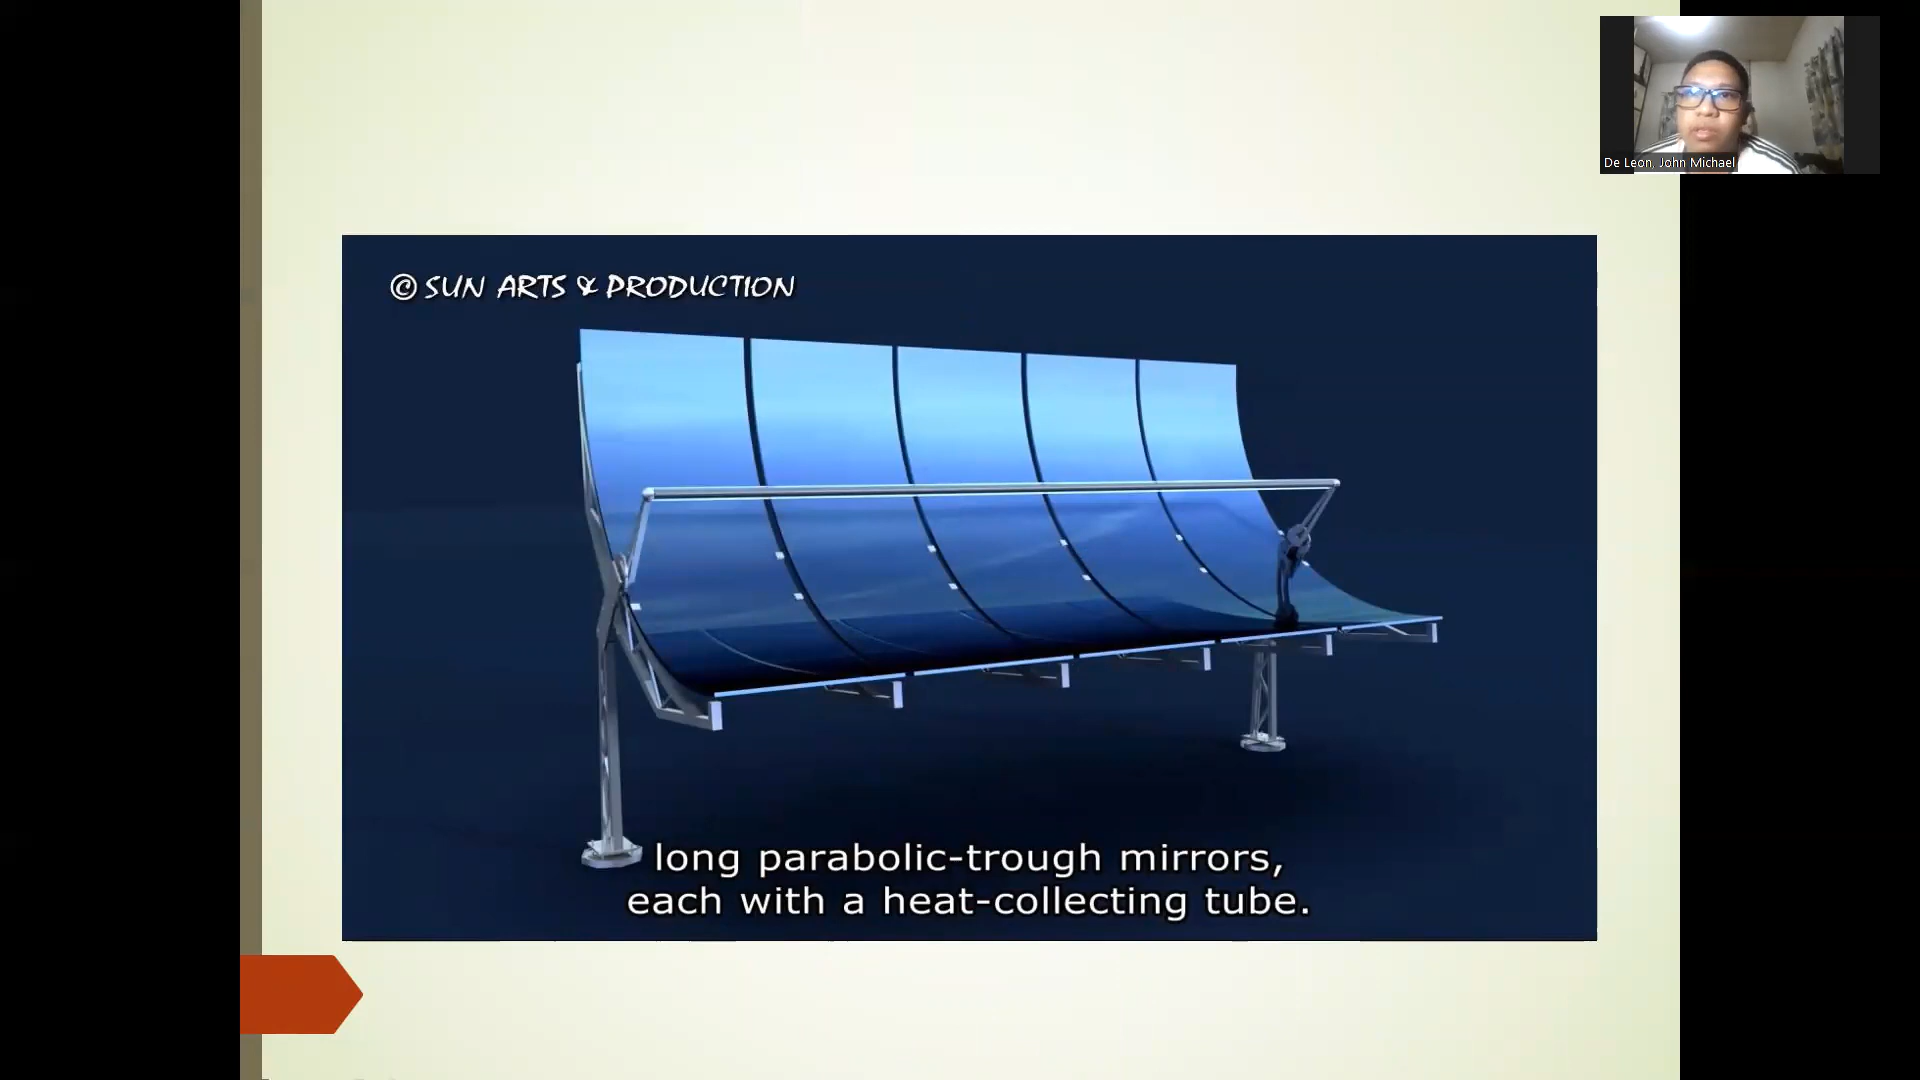 © SUN ARTS & PRODUCTION
De Leon, John Michael
long parabolic-trough mirrors,
each with a heat-collecting tube.